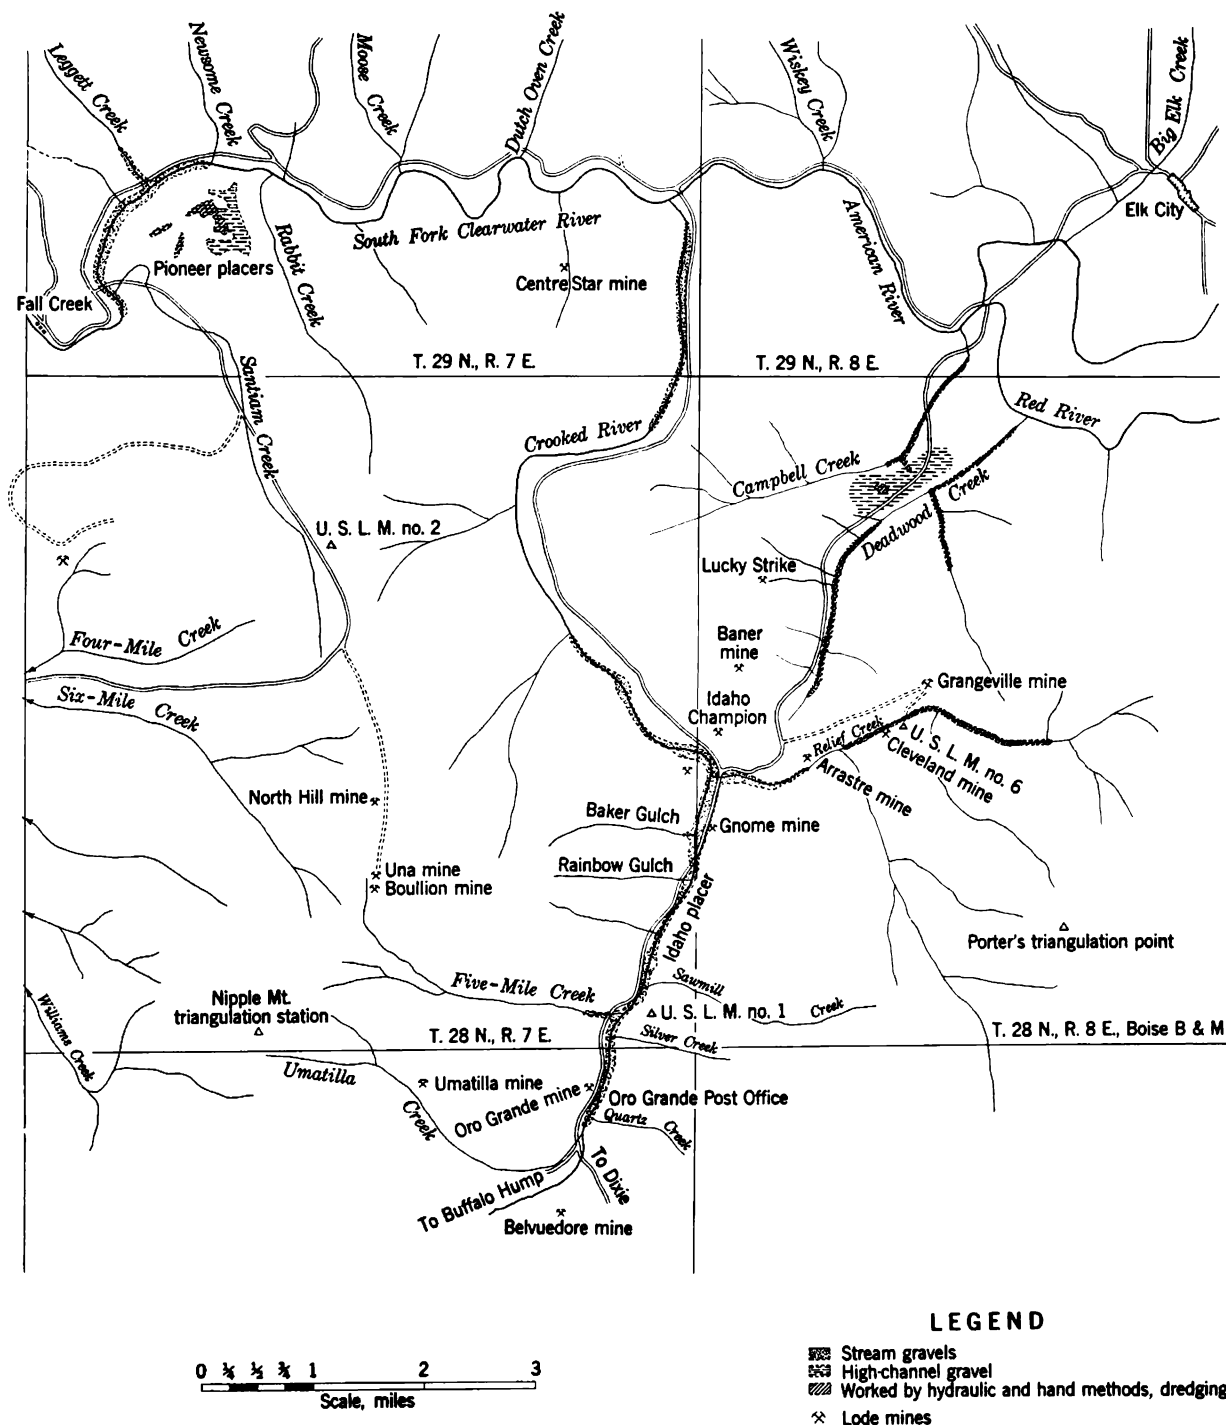 Leggett Creek
Newsome Creek
Moose Creek
Dutch Oven Creek
Wiskey Creek
Big Elk Creek
Elk City
American River
South Fork Clearwater River
Rabbit Creek
Pioneer placers
Centre Star mine
Fall Creek
T. 29 N., R. 7 E.
T. 29 N., R. 8 E.
Santiam Creek
Red River
Crooked River
Campbell Creek
Deadwood Creek
U. S. L. M. no. 2
Lucky Strike
Four-Mile Creek
Baner
mine
Six-Mile Creek
Grangeville mine
Idaho
Champion
Relief Creek
U. S. L. M. no. 6
Cleveland mine
Arrastre mine
North Hill mine
Baker Gulch
Gnome mine
Una mine
Boullion mine
Rainbow Gulch
Idaho placer
Porter's triangulation point
Five-Mile Creek
Sawmill Creek
Nipple Mt.
triangulation station
Williams Creek
U. S. L. M. no. 1
T. 28 N., R. 7 E.
Silver Creek
T. 28 N., R. 8 E., Boise B & M
Umatilla Creek
Umatilla mine
Oro Grande mine
Oro Grande Post Office
Quartz Creek
To Dixie
To Buffalo Hump
Belvuedore mine
LEGEND
Stream gravels
High-channel gravel
Worked by hydraulic and hand methods, dredging
Lode mines
0 ¼ ½ ¾ 1 2 3
Scale, miles